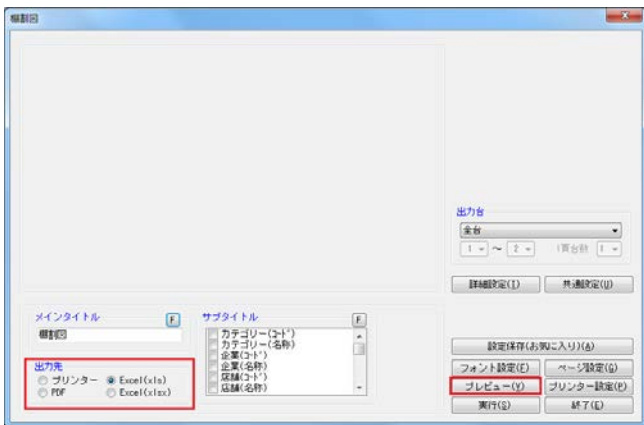 棚割図
出力台
全台
1 ~ 2 1頁台数 1
詳細設定(I) 共通設定(U)
メインタイトル F サブタイトル F
棚割図
カテゴリー(コード)
カテゴリー(名称)
企業(コード)
企業(名称)
店舗(コード)
店舗(名称)
出力先
プリンター Excel(xls)
PDF Excel(xlsx)
設定保存(お気に入り)(A)
フォント設定(F) ページ設定(G)
プレビュー(V) プリンター設定(P)
実行(S) 終了(E)